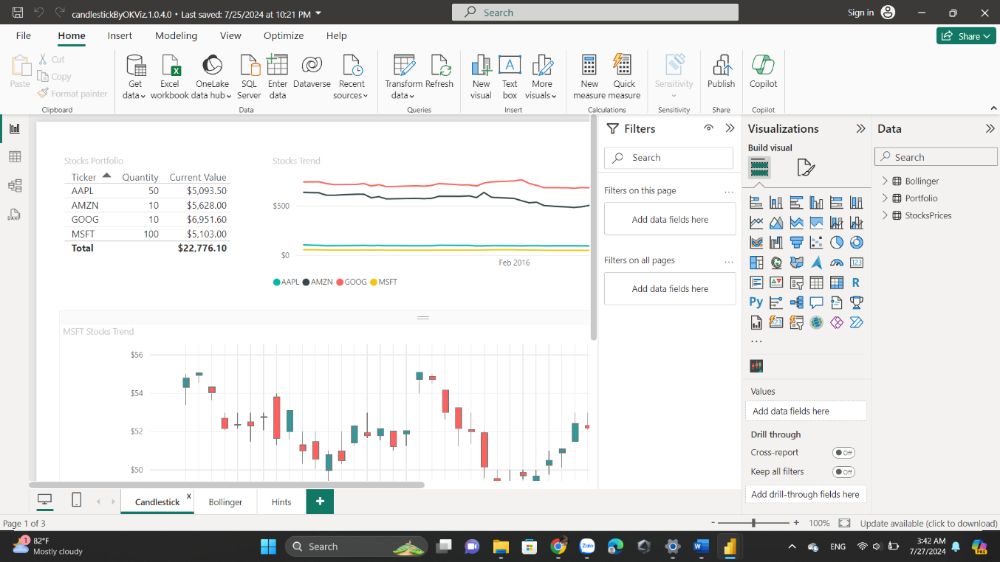 candlestickByOKViz.1.0.4.0 • Last saved: 7/25/2024 at 10:21 PM
Search
Sign in
File Home Insert Modeling View Optimize Help
Share
Paste
Cut
Copy
Format painter
Clipboard
Get data
Excel workbook
OneLake data hub
SQL Server
Enter data
Dataverse
Recent sources
Data
Transform data
Refresh
Queries
New visual
Text box
More visuals
Insert
New measure
Quick measure
Calculations
Sensitivity
Sensitivity
Publish
Share
Copilot
Copilot
Stocks Portfolio
Ticker Quantity Current Value
AAPL 50 $5,093.50
AMZN 10 $5,628.00
GOOG 10 $6,951.60
MSFT 100 $5,103.00
Total $22,776.10
Stocks Trend
$500
$0
Feb 2016
AAPL AMZN GOOG MSFT
MSFT Stocks Trend
$56
$54
$52
$50
Filters
Search
Filters on this page
Add data fields here
Filters on all pages
Add data fields here
Visualizations
Build visual
123
R
Py
123
Values
Add data fields here
Drill through
Cross-report Off
Keep all filters Off
Add drill-through fields here
Data
Search
Bollinger
Portfolio
StocksPrices
DAX
Candlestick x
Bollinger
Hints
Page 1 of 3
- + 100%
Update available (click to download)
1
82°F
Mostly cloudy
Search
Zalo
W
ENG
3:42 AM
7/27/2024
PRE